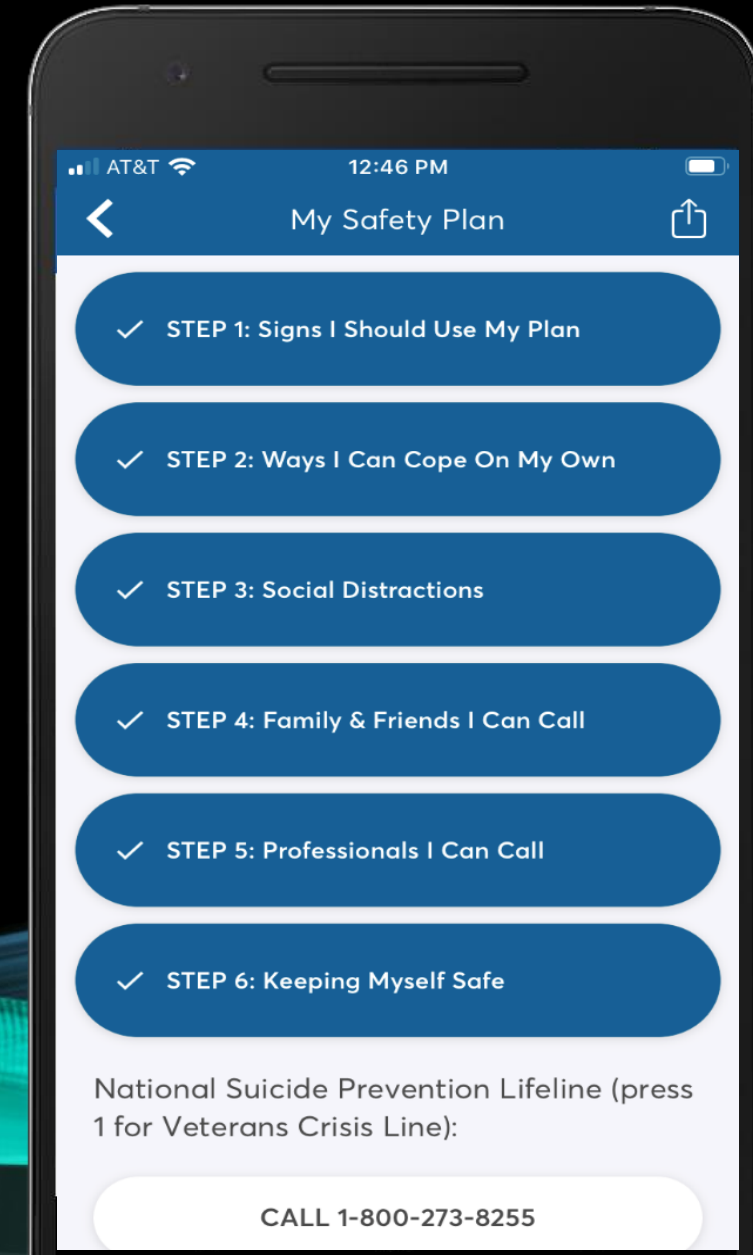 AT&T 12:46 PM
My Safety Plan
STEP 1: Signs I Should Use My Plan
STEP 2: Ways I Can Cope On My Own
STEP 3: Social Distractions
STEP 4: Family & Friends I Can Call
STEP 5: Professionals I Can Call
STEP 6: Keeping Myself Safe
National Suicide Prevention Lifeline (press
1 for Veterans Crisis Line):
CALL 1-800-273-8255